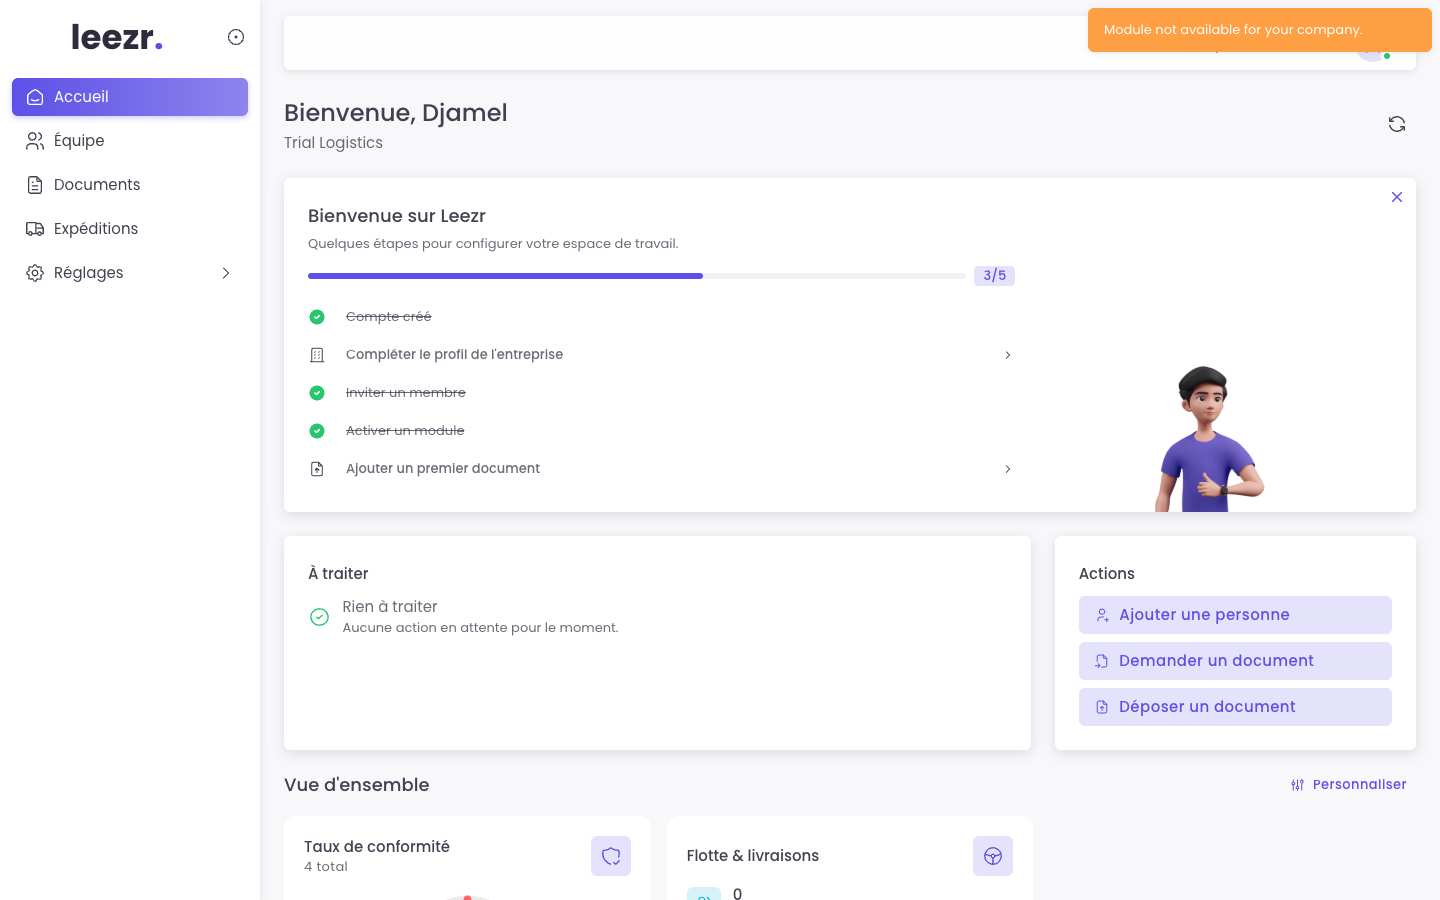 leezr.
Module not available for your company.
Accueil
Équipe
Documents
Expéditions
Réglages
Bienvenue, Djamel
Trial Logistics
Bienvenue sur Leezr
Quelques étapes pour configurer votre espace de travail.
3/5
Compte créé
Compléter le profil de l'entreprise
Inviter un membre
Activer un module
Ajouter un premier document
À traiter
Rien à traiter
Aucune action en attente pour le moment.
Actions
Ajouter une personne
Demander un document
Déposer un document
Vue d'ensemble
Personnaliser
Taux de conformité
4 total
Flotte & livraisons
0